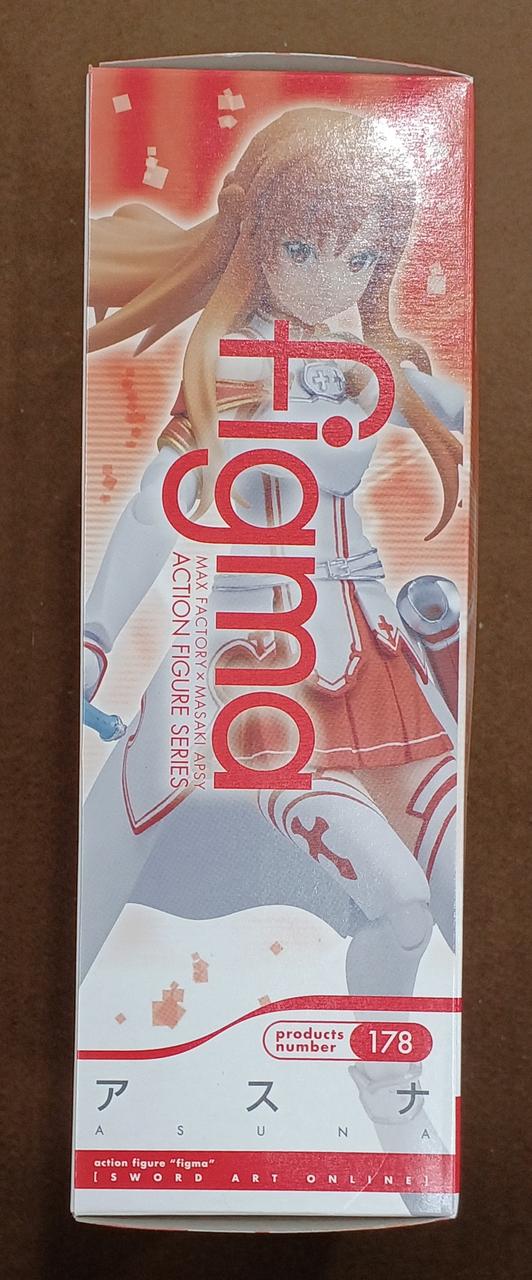 figma
MAX FACTORY × MASAKI APSY
ACTION FIGURE SERIES
products
number
178
アスナ
ASUNA
action figure "figma"
[SWORD ART ONLINE]